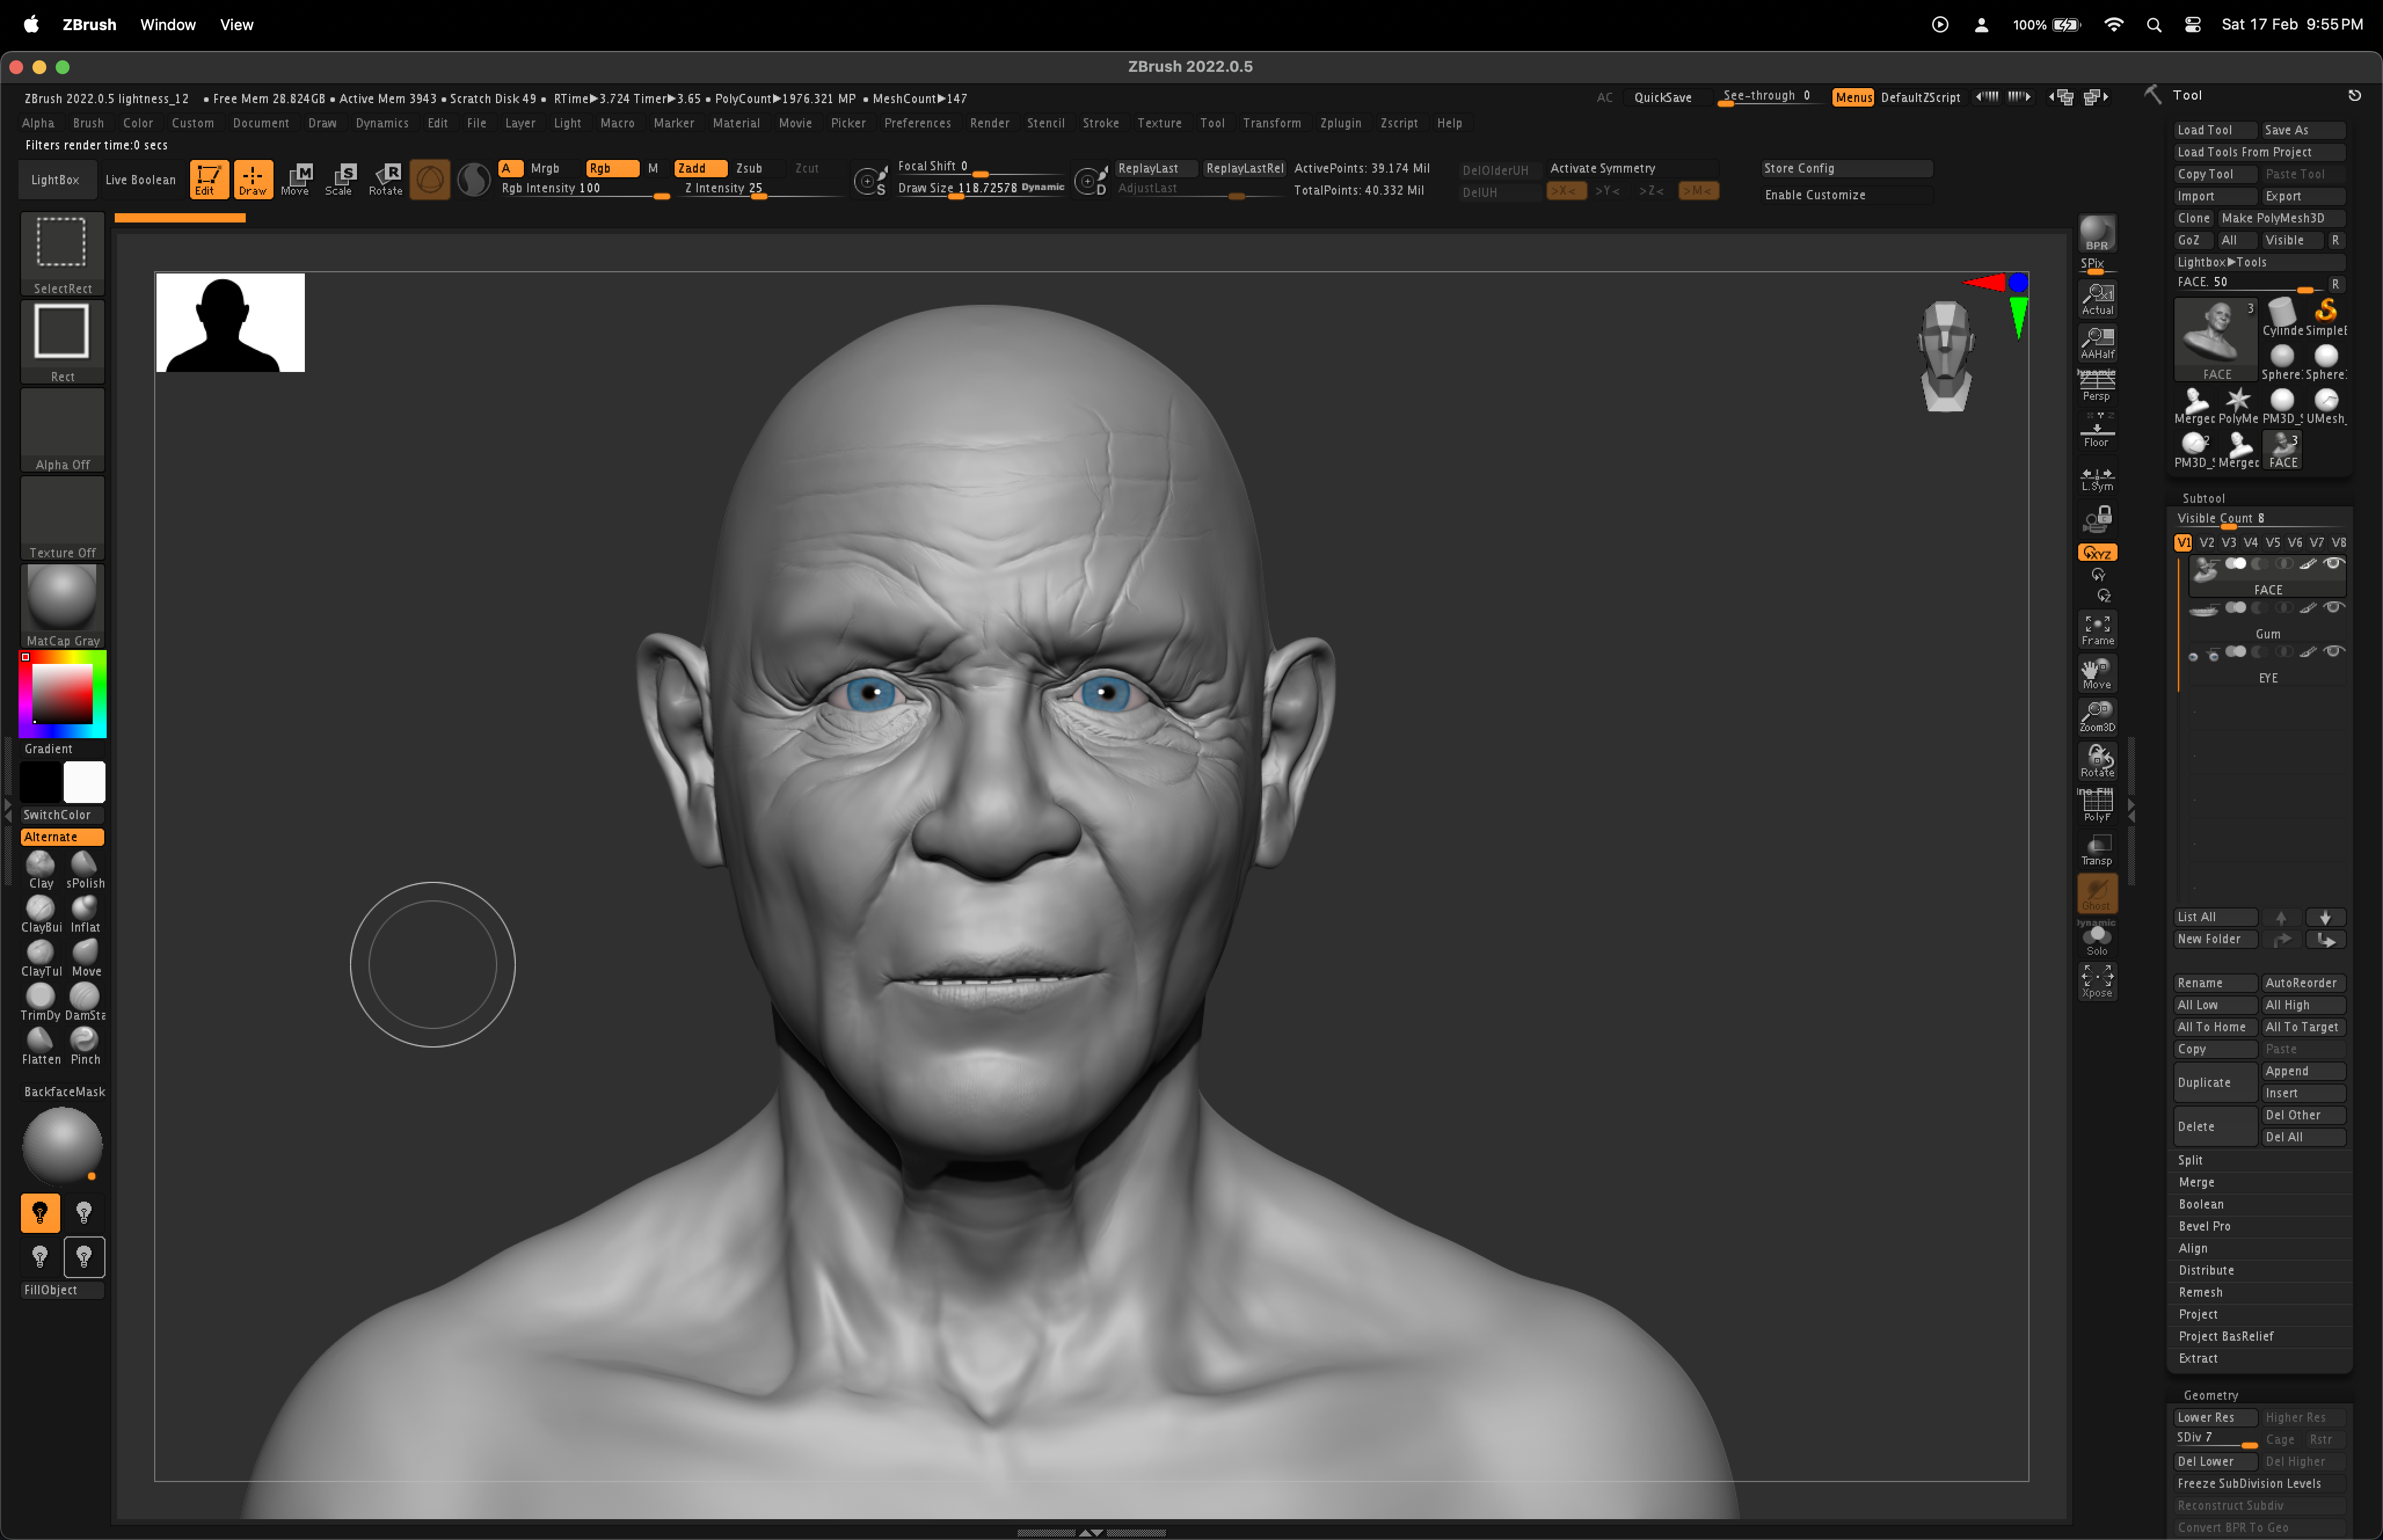 ZBrush Window View 100% Sat 17 Feb 9:55 PM
ZBrush 2022.0.5
ZBrush 2022.0.5 lightness_12 • Free Mem 28.824GB • Active Mem 3943 • Scratch Disk 49 • RTime▶3.724 Timer▶3.65 • PolyCount▶1976.321 MP • MeshCount▶147
AC QuickSave See-through 0 Menus DefaultZScript
Alpha Brush Color Custom Document Draw Dynamics Edit File Layer Light Macro Marker Material Movie Picker Preferences Render Stencil Stroke Texture Tool Transform Zplugin Zscript Help
Filters render time:0 secs
LightBox Live Boolean Edit Draw Move Scale Rotate
A Mrgb Rgb M Zadd Zsub Zcut
Rgb Intensity 100 Z Intensity 25
Focal Shift 0
Draw Size 118.72578 Dynamic
S
D
ReplayLast ReplayLastRel
AdjustLast
ActivePoints: 39.174 Mil
TotalPoints: 40.332 Mil
DelOlderUH
DelUH
Activate Symmetry
>X< >Y< >Z< >M<
Store Config
Enable Customize
SelectRect
Rect
Alpha Off
Texture Off
MatCap Gray
Gradient
SwitchColor
Alternate
Clay sPolish
ClayBui Inflat
ClayTul Move
TrimDy DamSta
Flatten Pinch
BackfaceMask
FillObject
BPR
SPix
Actual
AAHalf
Dynamic
Persp
Floor
L.Sym
XYZ
Y
Z
Frame
Move
Zoom3D
Rotate
PolyF
Transp
Ghost
Dynamic
Solo
Xpose
Tool
Load Tool Save As
Load Tools From Project
Copy Tool Paste Tool
Import Export
Clone Make PolyMesh3D
GoZ All Visible R
Lightbox▶Tools
FACE. 50 R
3
FACE
Cylinde SimpleE
Sphere: Sphere:
Merged PolyMe PM3D_S UMesh_
2 3
PM3D_S Merged FACE
Subtool
Visible Count 8
V1 V2 V3 V4 V5 V6 V7 V8
FACE
Gum
EYE
List All
New Folder
Rename AutoReorder
All Low All High
All To Home All To Target
Copy Paste
Duplicate Append
Insert
Delete Del Other
Del All
Split
Merge
Boolean
Bevel Pro
Align
Distribute
Remesh
Project
Project BasRelief
Extract
Geometry
Lower Res Higher Res
SDiv 7 Cage Rstr
Del Lower Del Higher
Freeze SubDivision Levels
Reconstruct Subdiv
Convert BPR To Geo